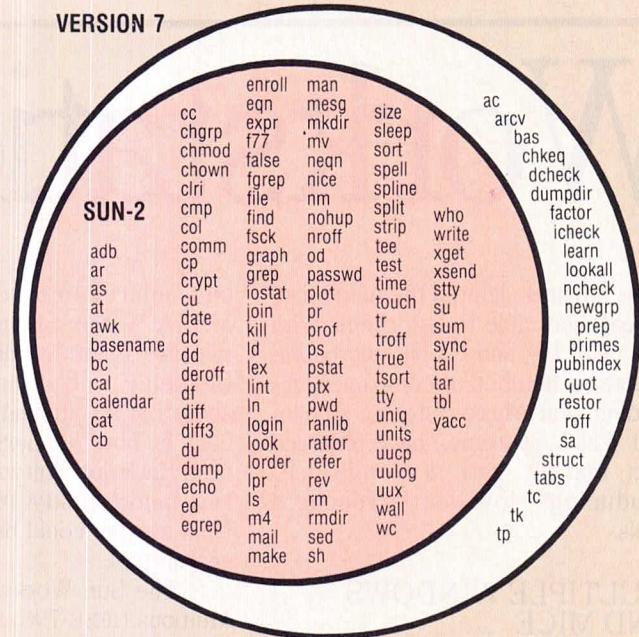 VERSION 7
SUN-2
adb
ar
as
at
awk
basename
bc
cal
calendar
cat
cb
cc
chgrp
chmod
chown
clri
cmp
col
comm
cp
crypt
cu
date
dc
dd
deroff
df
diff
diff3
du
dump
echo
ed
egrep
enroll
eqn
expr
f77
false
fgrep
file
find
fsck
graph
grep
iostat
join
kill
ld
lex
lint
ln
login
look
lorder
lpr
ls
m4
mail
make
man
mesg
mkdir
mv
neqn
nice
nm
nohup
nroff
od
passwd
plot
pr
prof
ps
pstat
ptx
pwd
ranlib
ratfor
refer
rev
rm
rmdir
sed
sh
size
sleep
sort
spell
spline
split
strip
tee
test
time
touch
tr
troff
true
tsort
tty
uniq
units
uucp
uulog
uux
wall
wc
who
write
xget
xsend
stty
su
sum
sync
tail
tar
tbl
yacc
ac
arcv
bas
chkeq
dcheck
dumpdir
factor
icheck
learn
lookall
ncheck
newgrp
prep
primes
pubindex
quot
restor
roff
sa
struct
tabs
tc
tk
tp